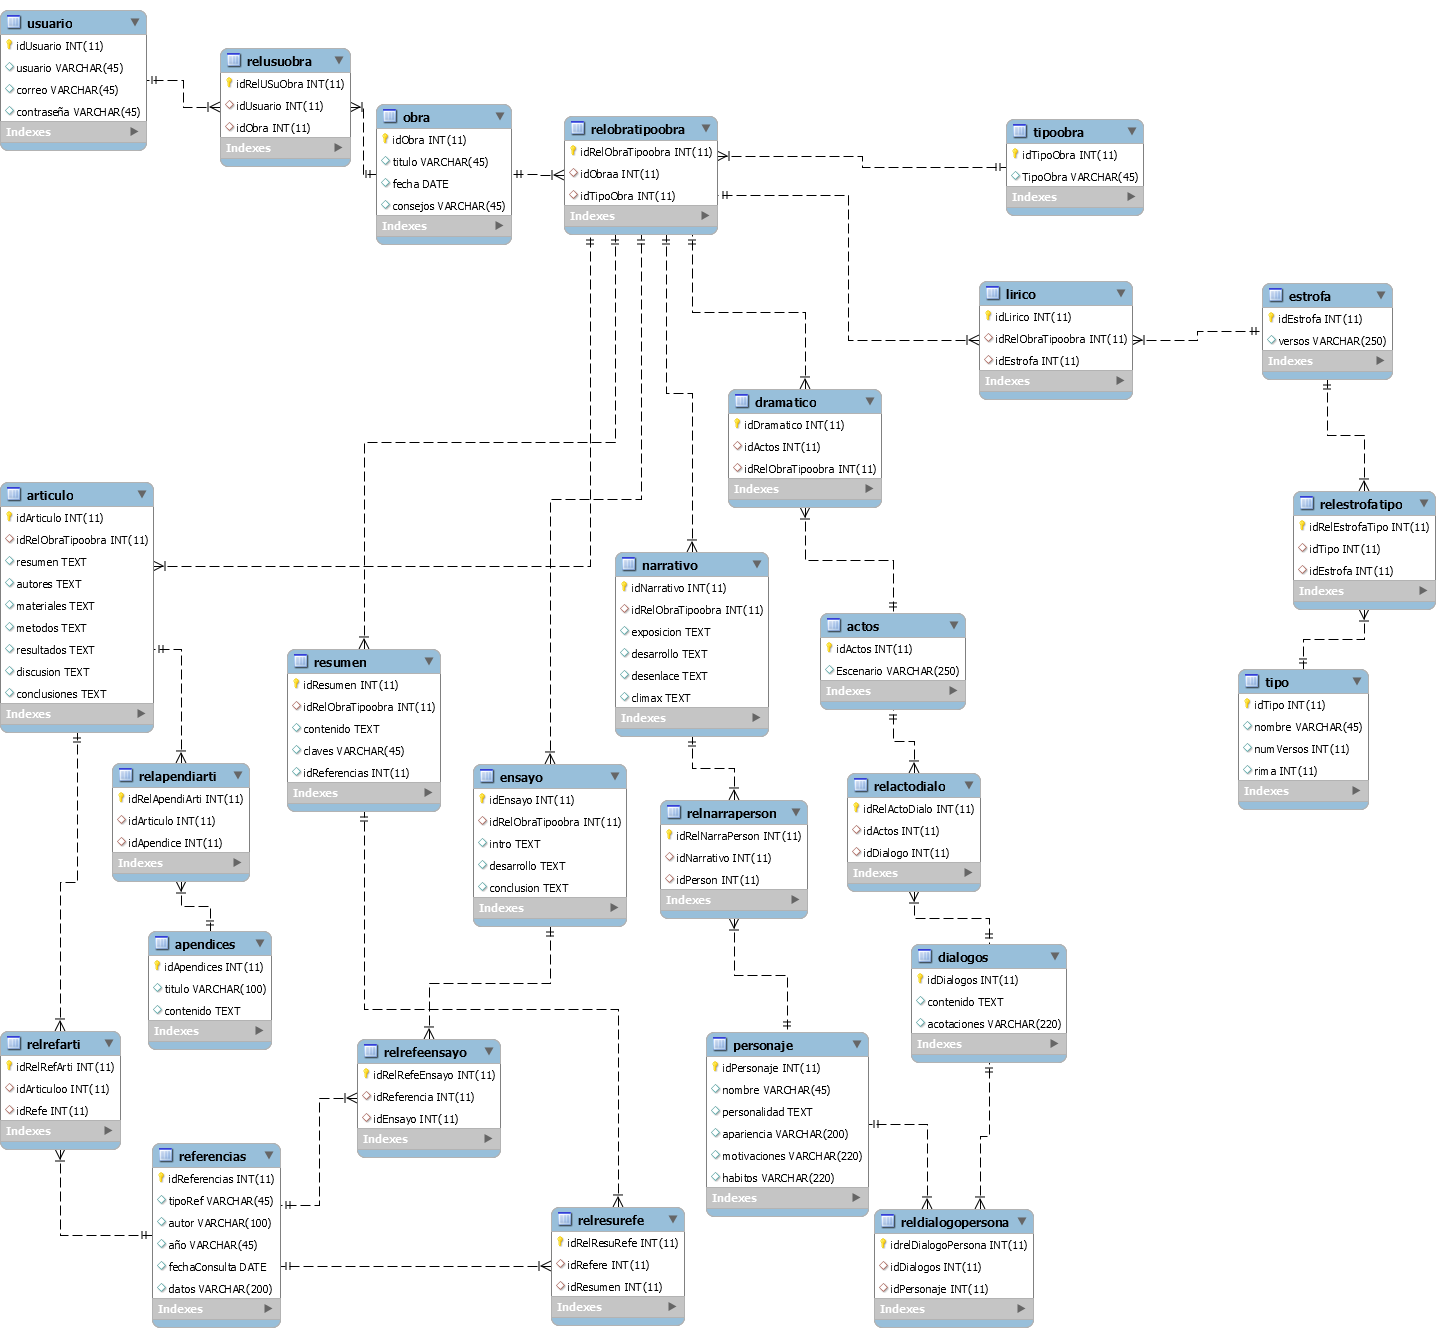 usuario
idUsuario INT(11)
usuario VARCHAR(45)
correo VARCHAR(45)
contraseña VARCHAR(45)
Indexes
relusuobra
idRelUSuObra INT(11)
idUsuario INT(11)
idObra INT(11)
Indexes
obra
idObra INT(11)
titulo VARCHAR(45)
fecha DATE
consejos VARCHAR(45)
Indexes
relobratipoobra
idRelObraTipoobra INT(11)
idObraa INT(11)
idTipoObra INT(11)
Indexes
tipoobra
idTipoObra INT(11)
TipoObra VARCHAR(45)
Indexes
lirico
idLirico INT(11)
idRelObraTipoobra INT(11)
idEstrofa INT(11)
Indexes
estrofa
idEstrofa INT(11)
versos VARCHAR(250)
Indexes
dramatico
idDramatico INT(11)
idActos INT(11)
idRelObraTipoobra INT(11)
Indexes
articulo
idArticulo INT(11)
idRelObraTipoobra INT(11)
resumen TEXT
autores TEXT
materiales TEXT
metodos TEXT
resultados TEXT
discusion TEXT
conclusiones TEXT
Indexes
relestrofatipo
idRelEstrofaTipo INT(11)
idTipo INT(11)
idEstrofa INT(11)
Indexes
narrativo
idNarrativo INT(11)
idRelObraTipoobra INT(11)
exposicion TEXT
desarrollo TEXT
desenlace TEXT
climax TEXT
Indexes
actos
idActos INT(11)
Escenario VARCHAR(250)
Indexes
resumen
idResumen INT(11)
idRelObraTipoobra INT(11)
contenido TEXT
claves VARCHAR(45)
idReferencias INT(11)
Indexes
tipo
idTipo INT(11)
nombre VARCHAR(45)
numVersos INT(11)
rima INT(11)
Indexes
relapendiarti
idRelApendiArti INT(11)
idArticulo INT(11)
idApendice INT(11)
Indexes
ensayo
idEnsayo INT(11)
idRelObraTipoobra INT(11)
intro TEXT
desarrollo TEXT
conclusion TEXT
Indexes
relnarraperson
idRelNarraPerson INT(11)
idNarrativo INT(11)
idPerson INT(11)
Indexes
relactodialo
idRelActoDialo INT(11)
idActos INT(11)
idDialogo INT(11)
Indexes
apendices
idApendices INT(11)
titulo VARCHAR(100)
contenido TEXT
Indexes
dialogos
idDialogos INT(11)
contenido TEXT
acotaciones VARCHAR(220)
Indexes
relrefarti
idRelRefArti INT(11)
idArticuloo INT(11)
idRefe INT(11)
Indexes
relrefeensayo
idRelRefeEnsayo INT(11)
idReferencia INT(11)
idEnsayo INT(11)
Indexes
personaje
idPersonaje INT(11)
nombre VARCHAR(45)
personalidad TEXT
apariencia VARCHAR(200)
motivaciones VARCHAR(220)
habitos VARCHAR(220)
Indexes
referencias
idReferencias INT(11)
tipoRef VARCHAR(45)
autor VARCHAR(100)
año VARCHAR(45)
fechaConsulta DATE
datos VARCHAR(200)
Indexes
relresurefe
idRelResuRefe INT(11)
idRefere INT(11)
idResumen INT(11)
Indexes
reldialogopersona
idrelDialogoPersona INT(11)
idDialogos INT(11)
idPersonaje INT(11)
Indexes